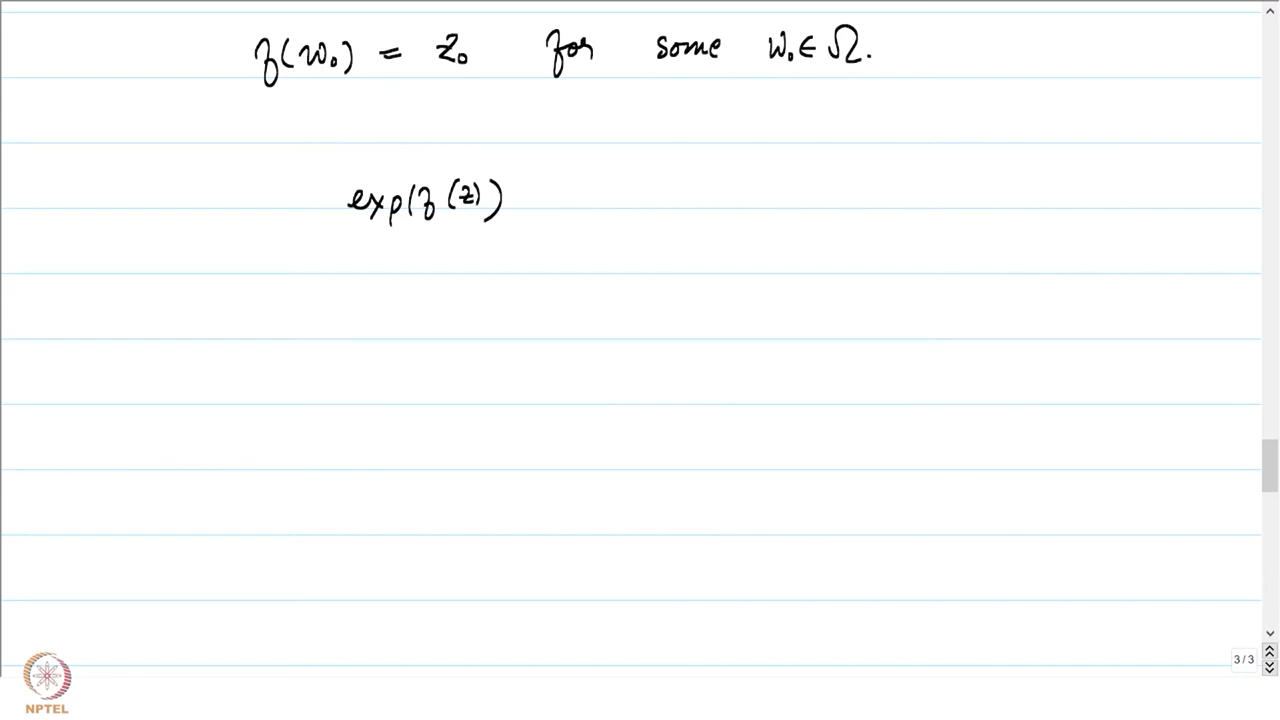 f(w₀) = z₀ for some w₀ ∈ Ω.
exp(f(z))
3 / 3
NPTEL